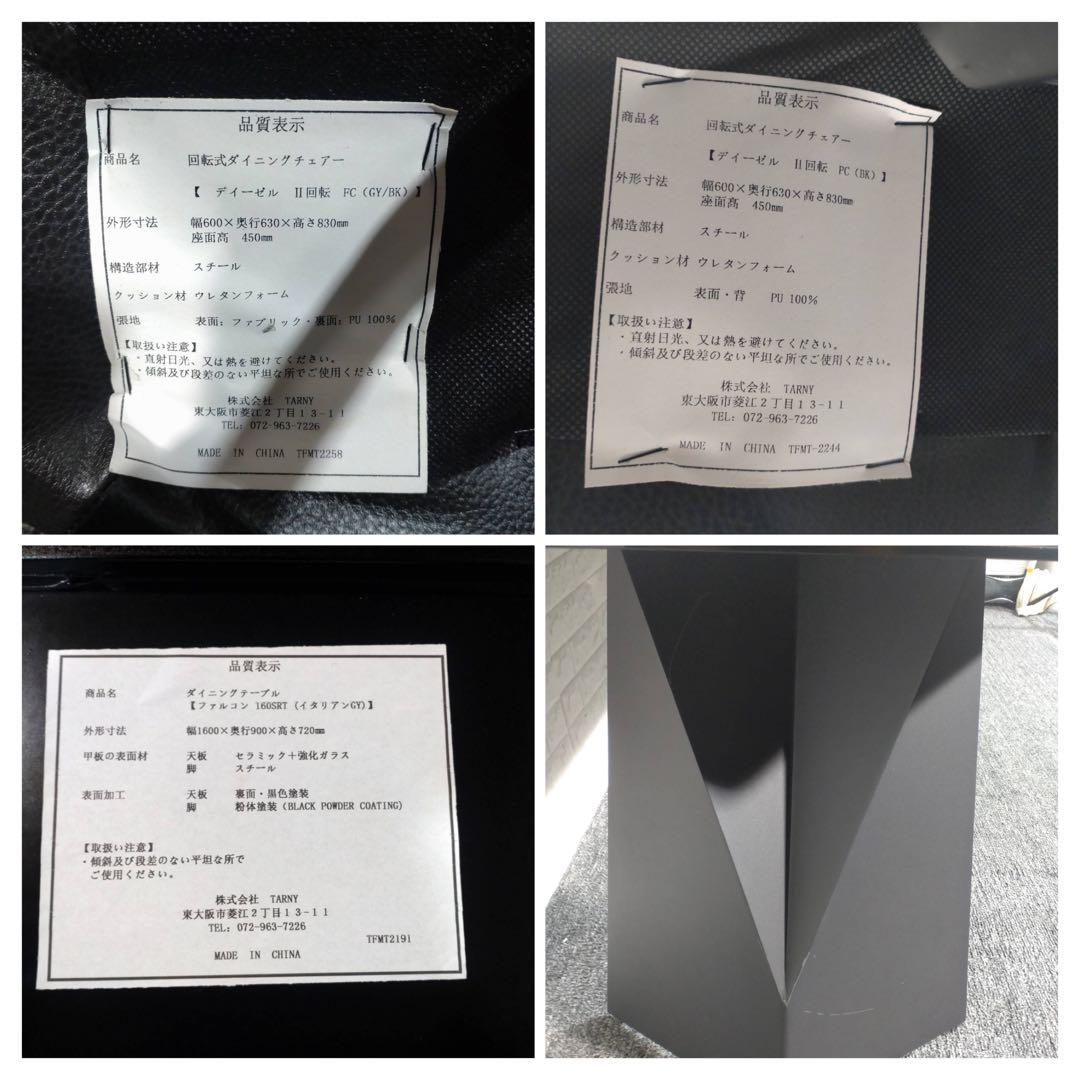 品質表示
商品名 回転式ダイニングチェアー
【 デイーゼル Ⅱ回転 FC(GY/BK) 】
外形寸法 幅600×奥行630×高さ830mm
座面髙 450mm
構造部材 スチール
クッション材 ウレタンフォーム
張地 表面：ファブリック・裏面：PU 100%
【取扱い注意】
・直射日光、又は熱を避けてください。
・傾斜及び段差のない平坦な所でご使用ください。
株式会社 TARNY
東大阪市菱江２丁目１３−１１
TEL: 072-963-7226
MADE IN CHINA TFMT2258
品質表示
商品名 回転式ダイニングチェアー
【デイーゼル Ⅱ回転 PC(BK)】
外形寸法 幅600×奥行630×高さ830mm
座面髙 450mm
構造部材 スチール
クッション材 ウレタンフォーム
張地 表面・背 PU 100%
【取扱い注意】
・直射日光、又は熱を避けてください。
・傾斜及び段差のない平坦な所でご使用ください。
株式会社 TARNY
東大阪市菱江２丁目１３−１１
TEL: 072-963-7226
MADE IN CHINA TFMT-2244
品質表示
商品名 ダイニングテーブル
【ファルコン 160SRT (イタリアンGY)】
外形寸法 幅1600×奥行900×高さ720mm
甲板の表面材 天板 セラミック＋強化ガラス
脚 スチール
表面加工 天板 裏面・黒色塗装
脚 粉体塗装(BLACK POWDER COATING)
【取扱い注意】
・傾斜及び段差のない平坦な所で
ご使用ください。
株式会社 TARNY
東大阪市菱江２丁目１３−１１
TEL: 072-963-7226
TFMT2191
MADE IN CHINA